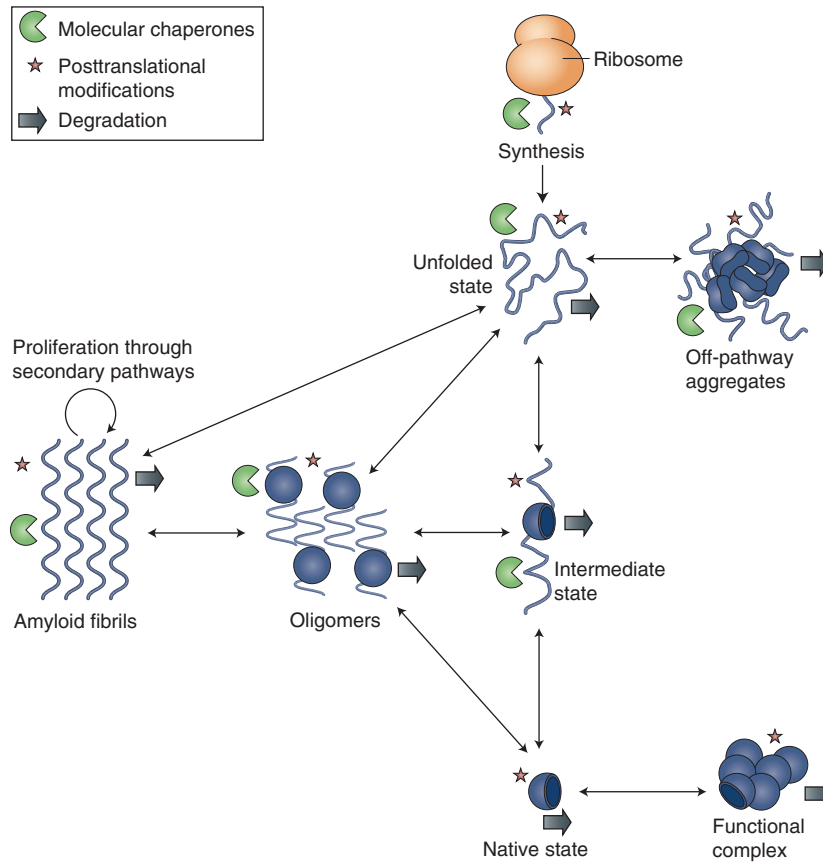 Molecular chaperones
Posttranslational
modifications
Degradation
Ribosome
Synthesis
Unfolded
state
Off-pathway
aggregates
Proliferation through
secondary pathways
Amyloid fibrils
Oligomers
Intermediate
state
Native state
Functional
complex